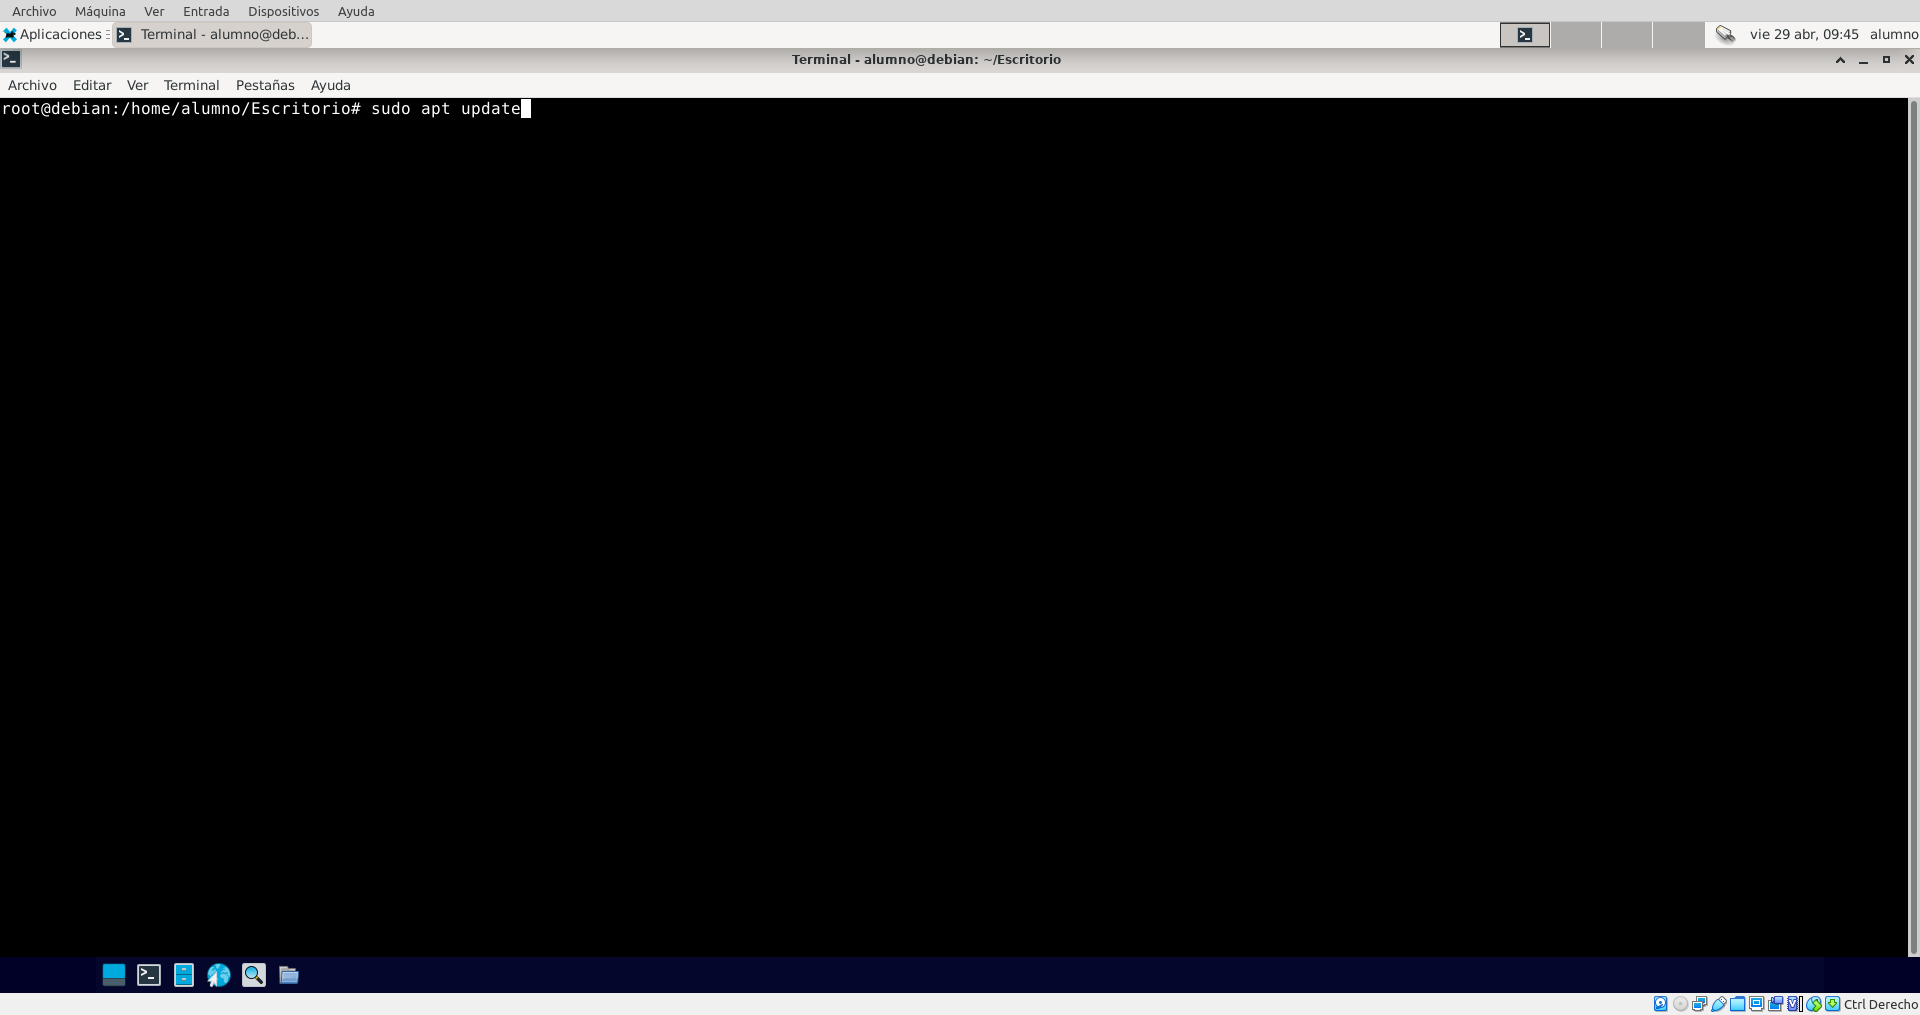 Archivo Máquina Ver Entrada Dispositivos Ayuda
Aplicaciones Terminal - alumno@deb... vie 29 abr, 09:45 alumno
Terminal - alumno@debian: ~/Escritorio
Archivo Editar Ver Terminal Pestañas Ayuda
root@debian:/home/alumno/Escritorio# sudo apt update
Ctrl Derecho